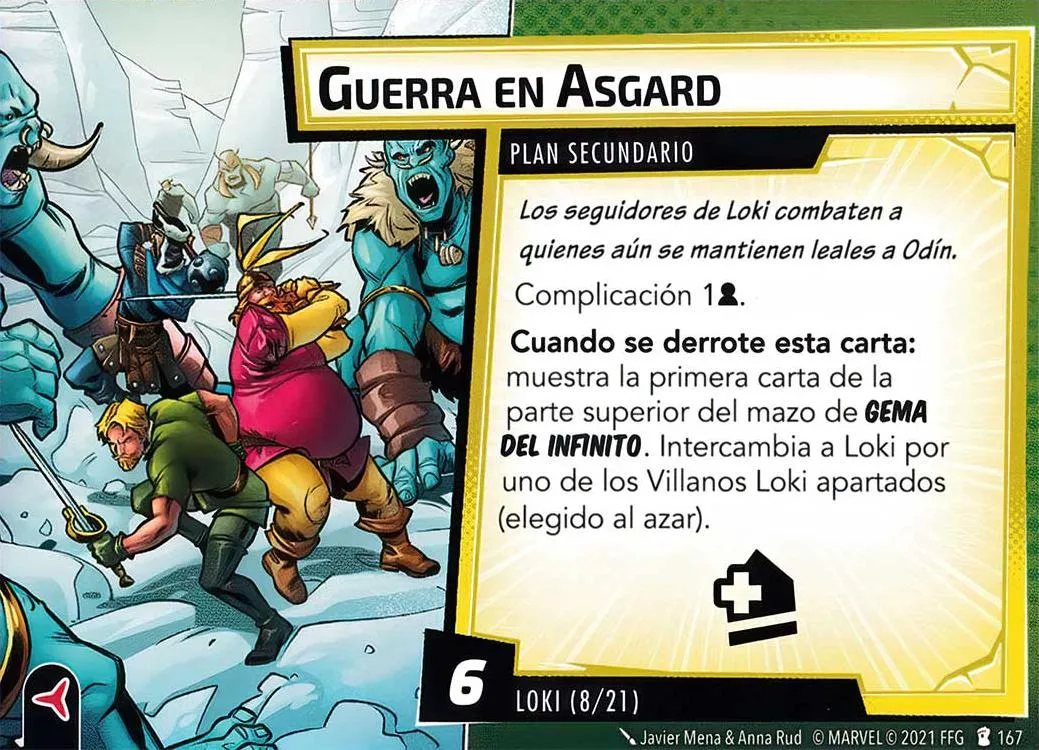 GUERRA EN ASGARD
PLAN SECUNDARIO
Los seguidores de Loki combaten a
quienes aún se mantienen leales a Odín.
Complicación 1.
Cuando se derrote esta carta:
muestra la primera carta de la
parte superior del mazo de GEMA
DEL INFINITO. Intercambia a Loki por
uno de los Villanos Loki apartados
(elegido al azar).
6
LOKI (8/21)
Javier Mena & Anna Rud © MARVEL © 2021 FFG 167